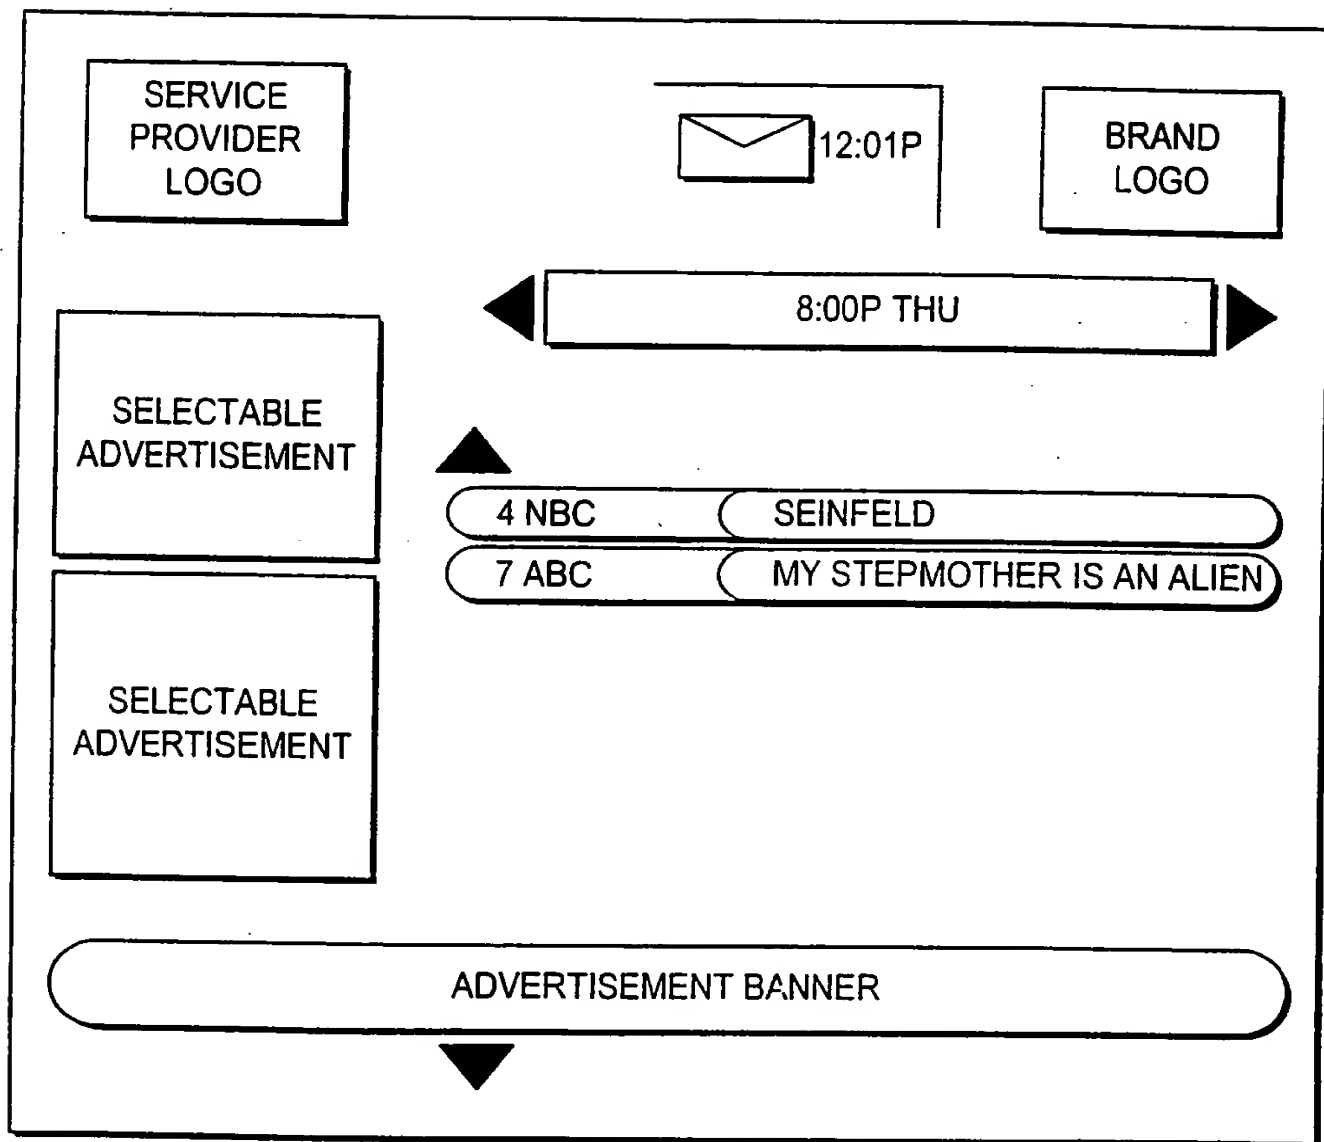 SERVICE
PROVIDER
LOGO
12:01P
BRAND
LOGO
8:00P THU
SELECTABLE
ADVERTISEMENT
4 NBC SEINFELD
7 ABC MY STEPMOTHER IS AN ALIEN
SELECTABLE
ADVERTISEMENT
ADVERTISEMENT BANNER